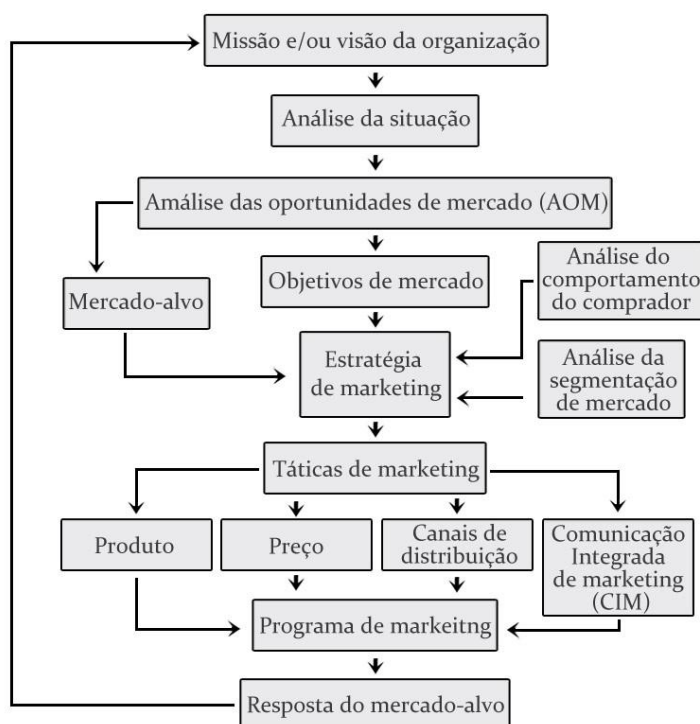 Missão e/ou visão da organização
Análise da situação
Amálise das oportunidades de mercado (AOM)
Mercado-alvo
Objetivos de mercado
Análise do
comportamento
do comprador
Estratégia
de marketing
Análise da
segmentação
de mercado
Táticas de marketing
Produto
Preço
Canais de
distribuição
Comunicação
Integrada
de marketing
(CIM)
Programa de markeitng
Resposta do mercado-alvo